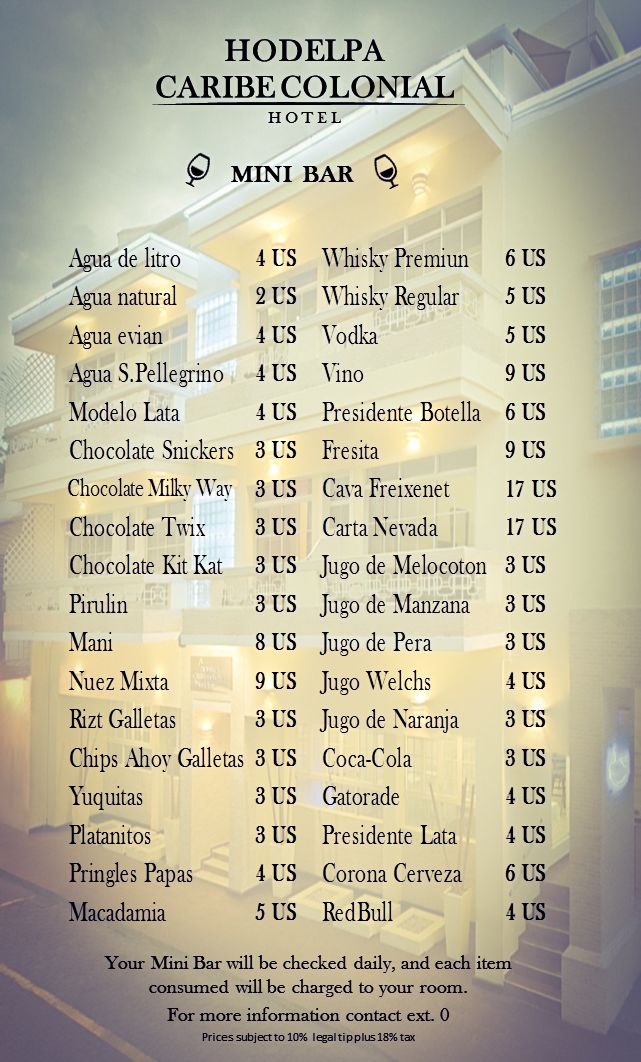 HODELPA
CARIBE COLONIAL
HOTEL
MINI BAR
Agua de litro 4 US Whisky Premiun 6 US
Agua natural 2 US Whisky Regular 5 US
Agua evian 4 US Vodka 5 US
Agua S.Pellegrino 4 US Vino 9 US
Modelo Lata 4 US Presidente Botella 6 US
Chocolate Snickers 3 US Fresita 9 US
Chocolate Milky Way 3 US Cava Freixenet 17 US
Chocolate Twix 3 US Carta Nevada 17 US
Chocolate Kit Kat 3 US Jugo de Melocoton 3 US
Pirulin 3 US Jugo de Manzana 3 US
Mani 8 US Jugo de Pera 3 US
Nuez Mixta 9 US Jugo Welchs 4 US
Rizt Galletas 3 US Jugo de Naranja 3 US
Chips Ahoy Galletas 3 US Coca-Cola 3 US
Yuquitas 3 US Gatorade 4 US
Platanitos 3 US Presidente Lata 4 US
Pringles Papas 4 US Corona Cerveza 6 US
Macadamia 5 US RedBull 4 US
Your Mini Bar will be checked daily, and each item
consumed will be charged to your room.
For more information contact ext. 0
Prices subject to 10% legal tip plus 18% tax